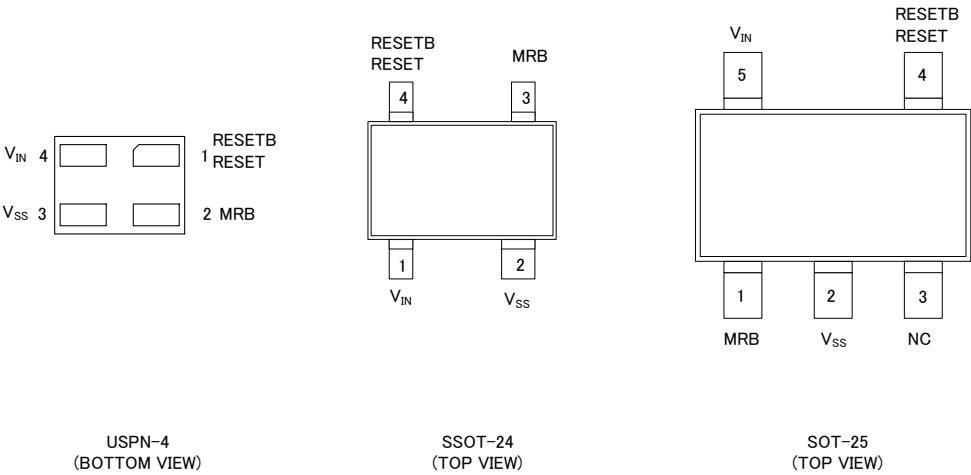 V_IN 4
1 RESETB
RESET
V_SS 3
2 MRB
USPN-4
(BOTTOM VIEW)
RESETB
RESET
MRB
4
3
1
2
V_IN
V_SS
SSOT-24
(TOP VIEW)
V_IN
RESETB
RESET
5
4
1
2
3
MRB
V_SS
NC
SOT-25
(TOP VIEW)